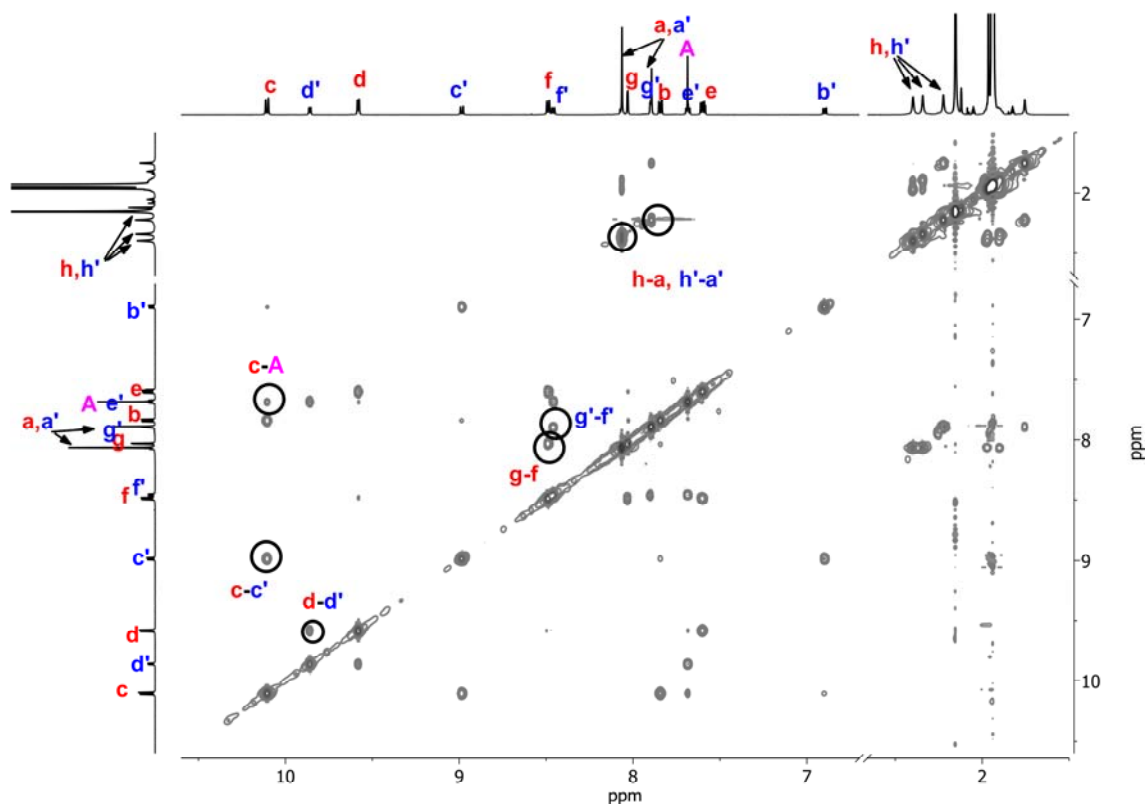 a,a'
c
d'
d
c'
f
f'
g
g'
b
A
e'
e
b'
h,h'
2
h,h'
h-a, h'-a'
b'
7
c-A
e
A
e'
b
a,a'
g'
g
g'-f'
8
g-f
f'
f
c'
9
c-c'
d-d'
d
d'
c
10
ppm
10
9
8
7
2
ppm